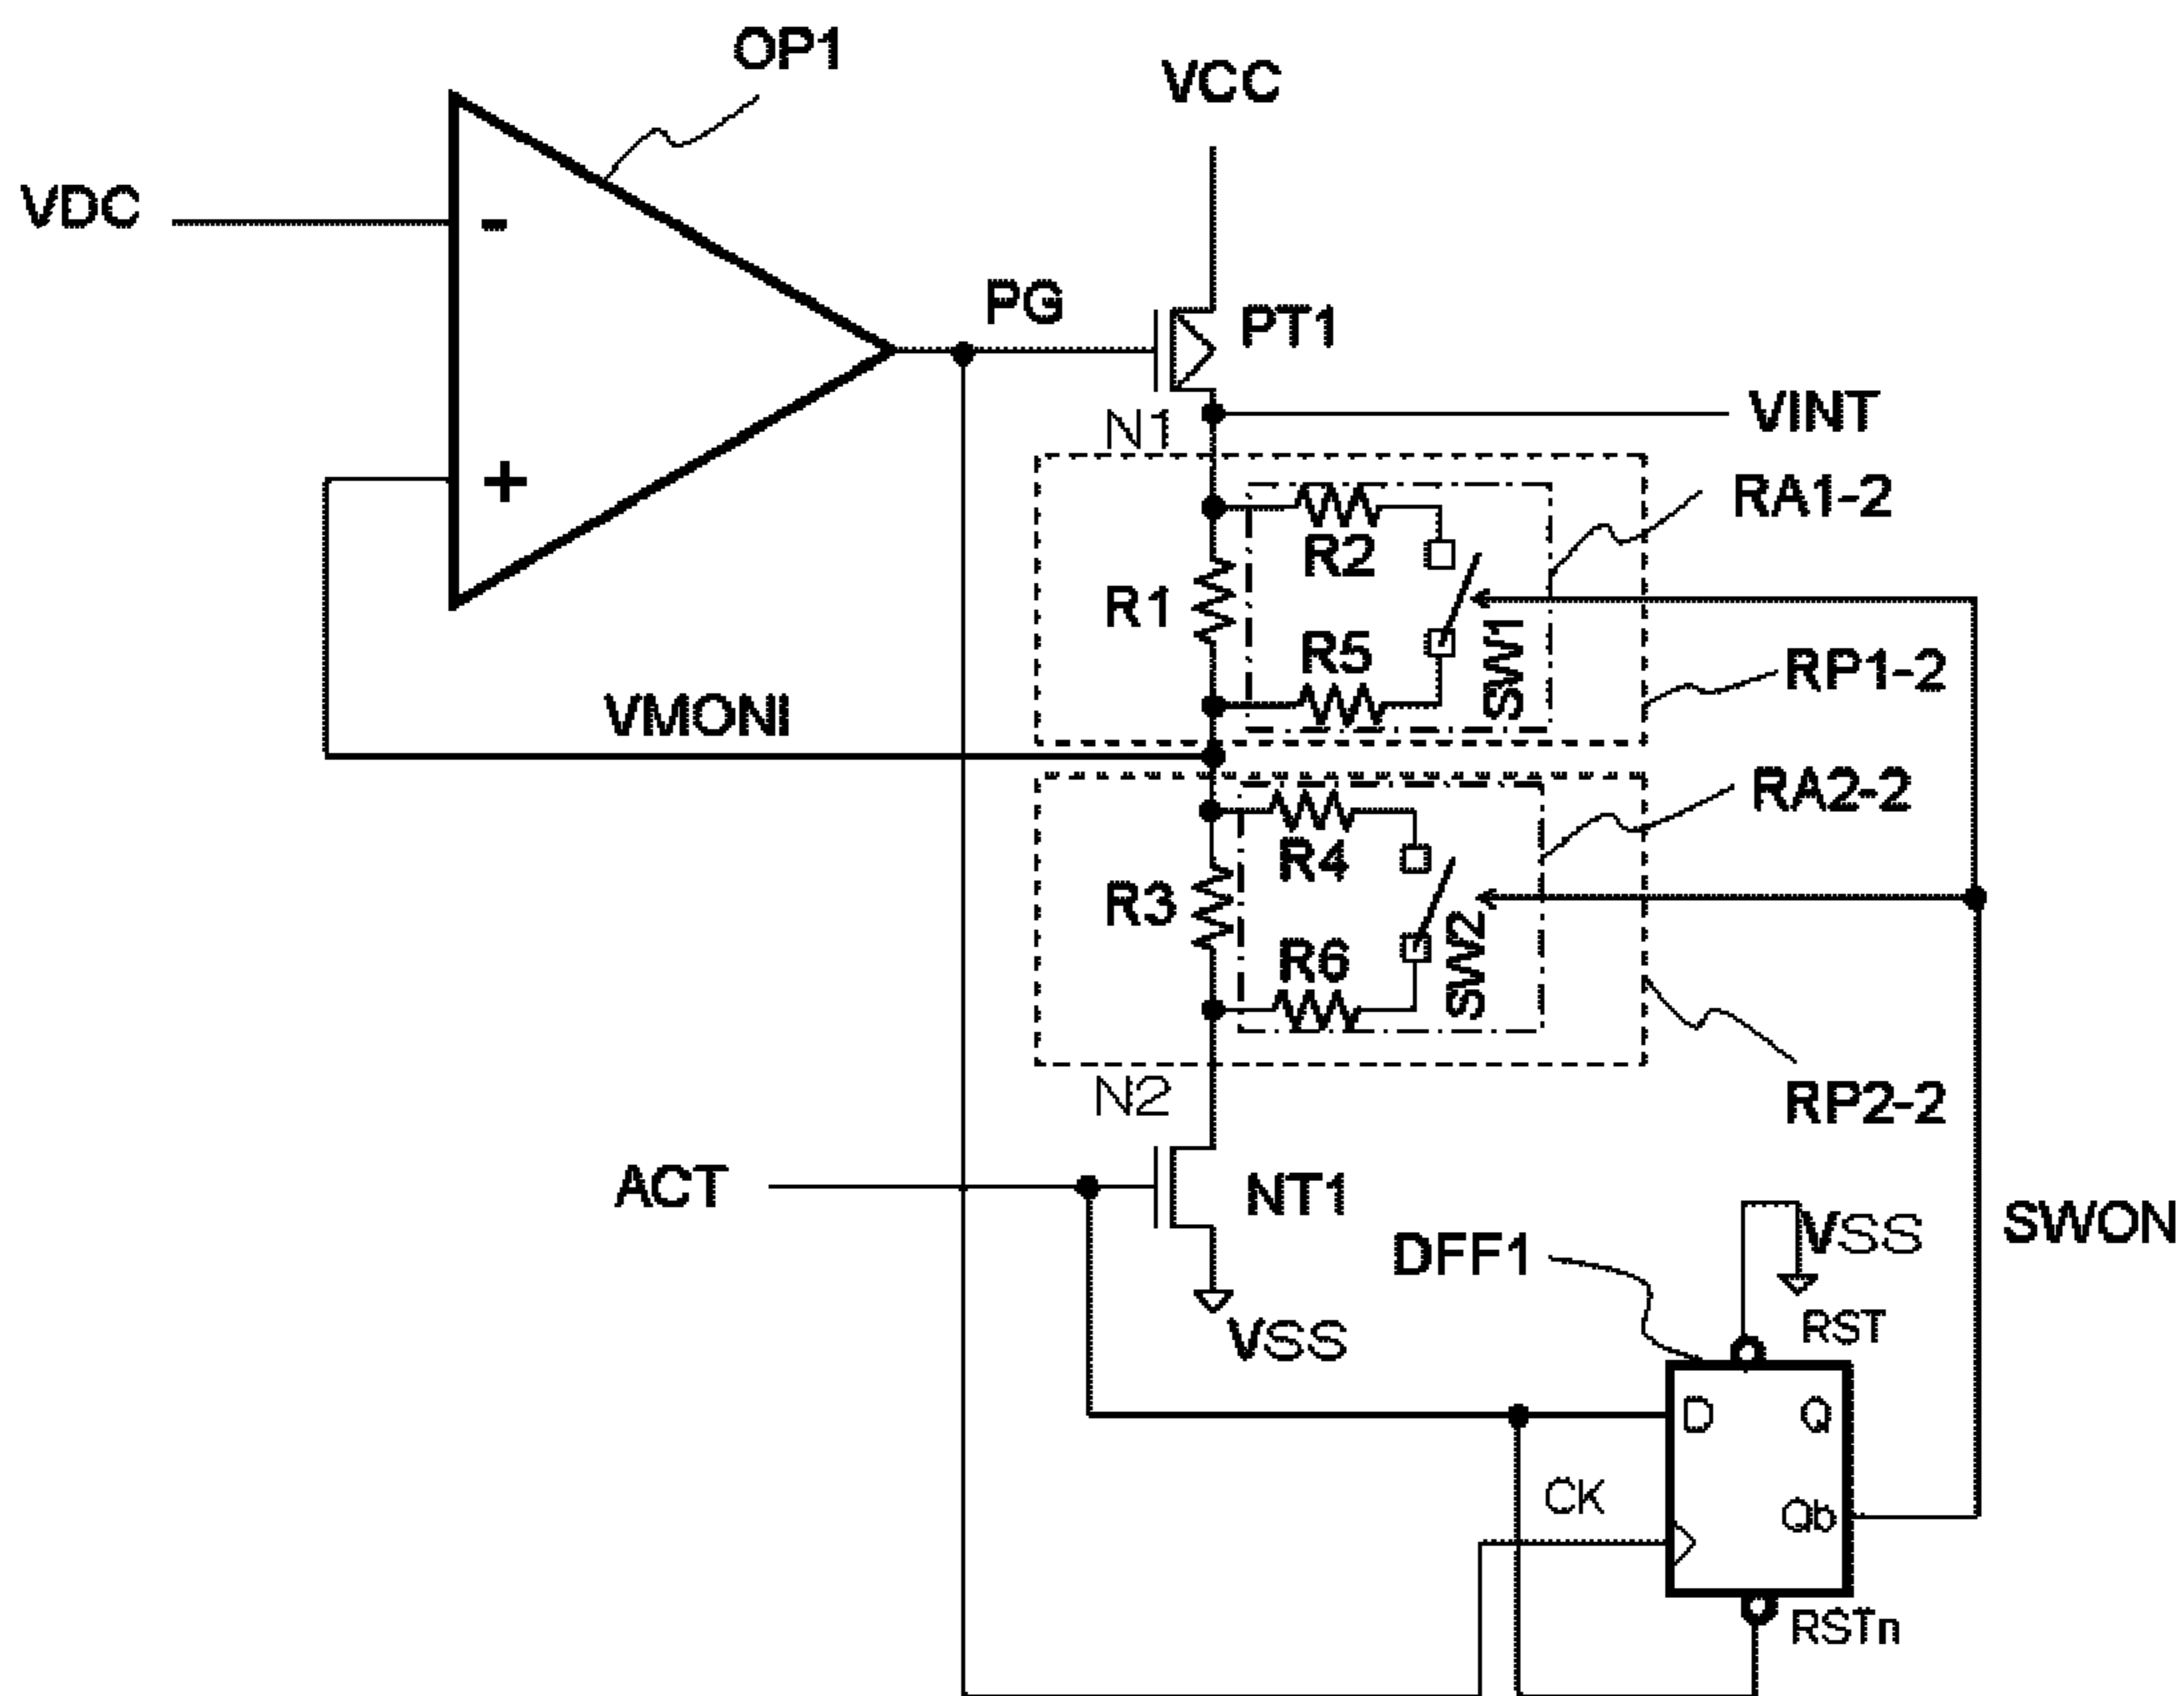 OP1
VCC
VDC
-
PG
PT1
N1
VINT
+
RA1-2
R2
R1
SW1
R5
RP1-2
VMONI
RA2-2
R4
R3
SW2
R6
N2
RP2-2
ACT
NT1
VSS
SWON
DFF1
VSS
RST
D Q
CK
Qb
RSTn